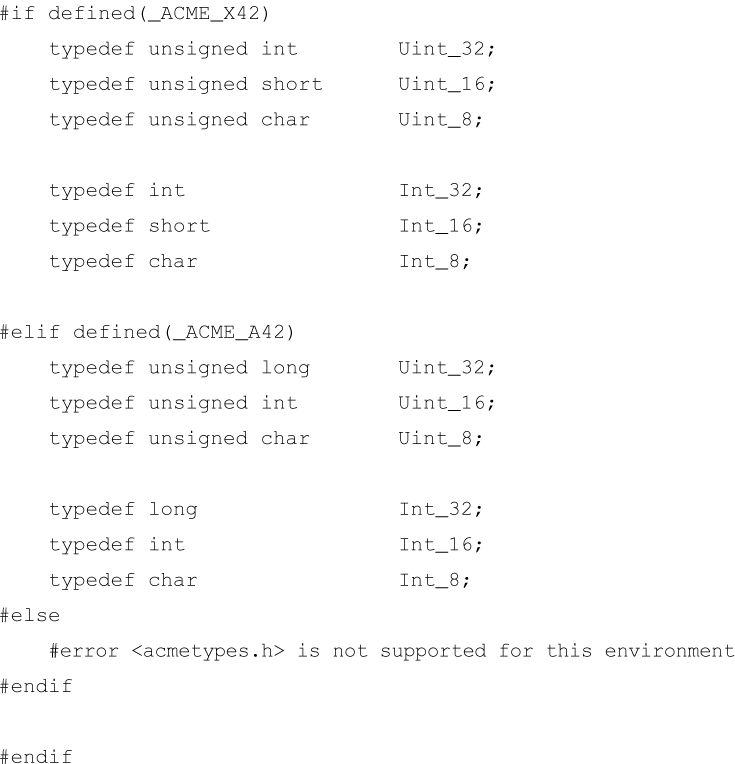 #if defined(_ACME_X42)
    typedef unsigned int        Uint_32;
    typedef unsigned short      Uint_16;
    typedef unsigned char       Uint_8;

    typedef int                 Int_32;
    typedef short               Int_16;
    typedef char                Int_8;

#elif defined(_ACME_A42)
    typedef unsigned long       Uint_32;
    typedef unsigned int        Uint_16;
    typedef unsigned char       Uint_8;

    typedef long                Int_32;
    typedef int                 Int_16;
    typedef char                Int_8;
#else
    #error <acmetypes.h> is not supported for this environment
#endif

#endif